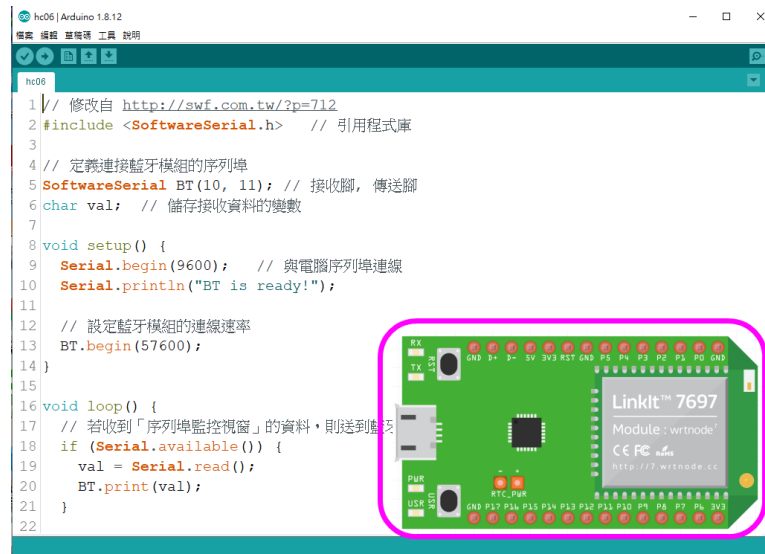 hc06 | Arduino 1.8.12
檔案 編輯 草稿碼 工具 說明
hc06
1 // 修改自 http://swf.com.tw/?p=712
2 #include <SoftwareSerial.h> // 引用程式庫
3
4 // 定義連接藍牙模組的序列埠
5 SoftwareSerial BT(10, 11); // 接收腳, 傳送腳
6 char val; // 儲存接收資料的變數
7
8 void setup() {
9 Serial.begin(9600); // 與電腦序列埠連線
10 Serial.println("BT is ready!");
11
12 // 設定藍牙模組的連線速率
13 BT.begin(57600);
14 }
15
16 void loop() {
17 // 若收到「序列埠監控視窗」的資料，則送到藍牙
18 if (Serial.available()) {
19 val = Serial.read();
20 BT.print(val);
21 }
22
RX
TX
RST
GND D+ D- 5V 3V3 RST GND P5 P4 P3 P2 P1 P0 GND
LinkIt™ 7697
Module : wrtnode7
CE FC
http://7.wrtnode.cc
PWR
USR
USR
- +
RTC_PWR
GND P17 P16 P15 P14 P13 P12 P11 P10 P9 P8 P7 P6 3V3